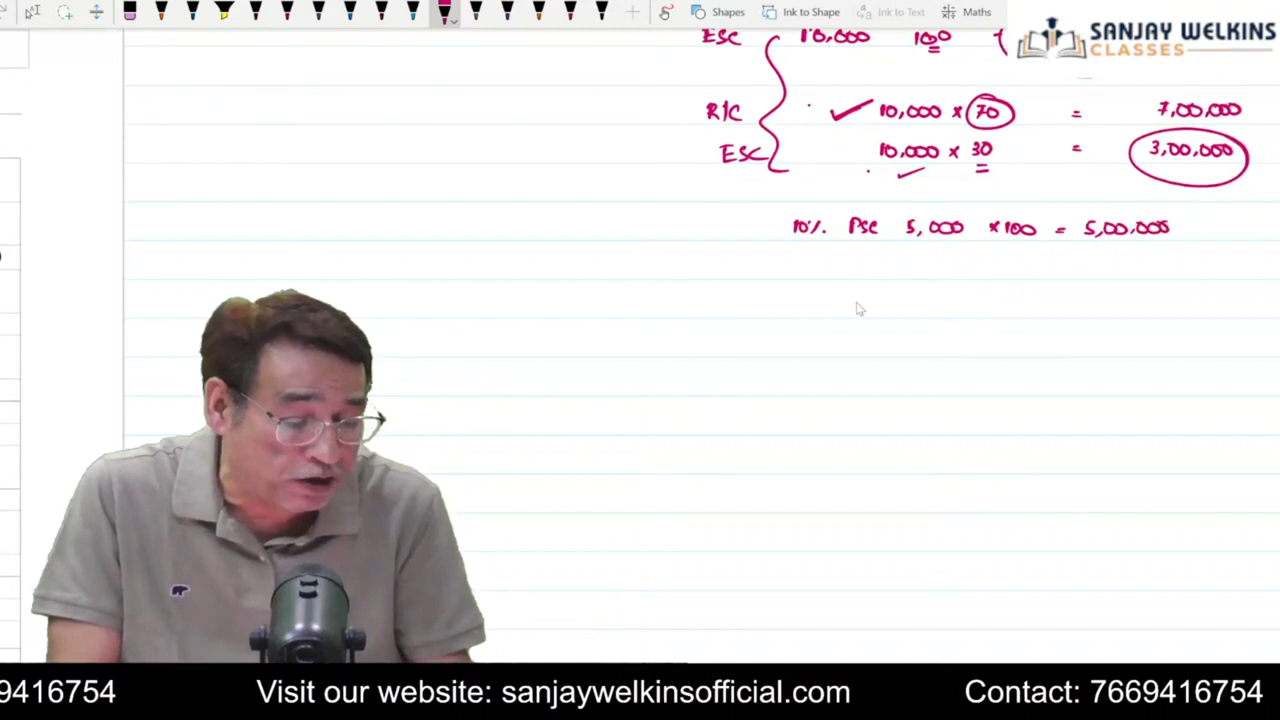 Shapes Ink to Shape Ink to Text Maths
SANJAY WELKINS
CLASSES
ESC 10,000 100
R/C 10,000 × 70 = 7,00,000
ESC 10,000 × 30 = 3,00,000
10% PSC 5,000 × 100 = 5,00,000
9416754 Visit our website: sanjaywelkinsofficial.com Contact: 7669416754